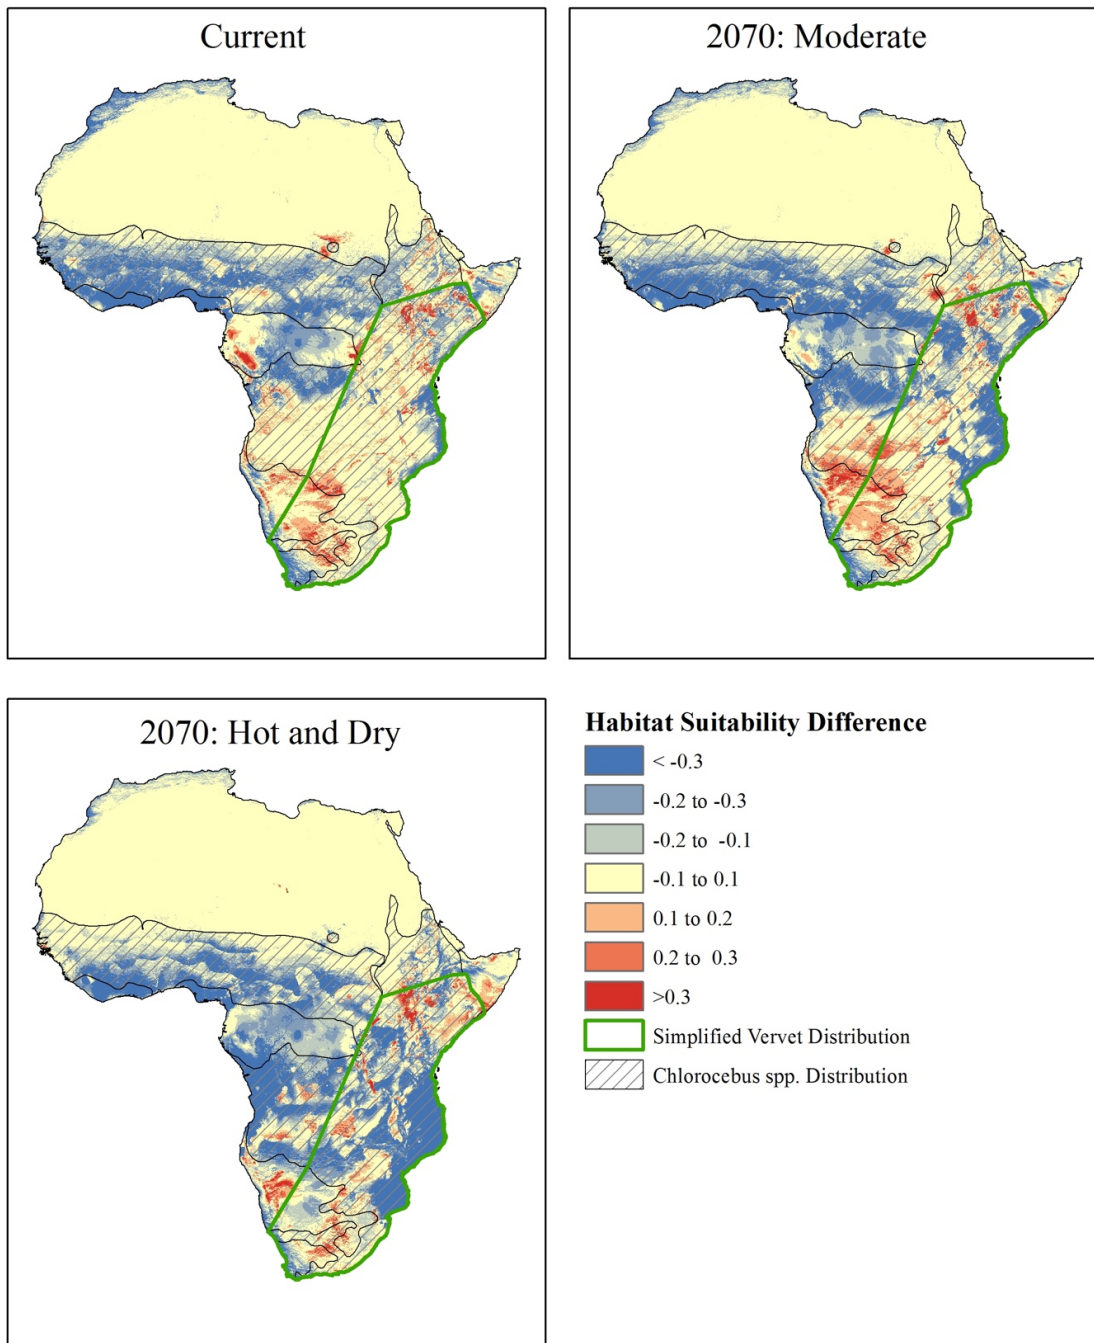 Current
2070: Moderate
2070: Hot and Dry
Habitat Suitability Difference
< -0.3
-0.2 to -0.3
-0.2 to -0.1
-0.1 to 0.1
0.1 to 0.2
0.2 to 0.3
>0.3
Simplified Vervet Distribution
Chlorocebus spp. Distribution